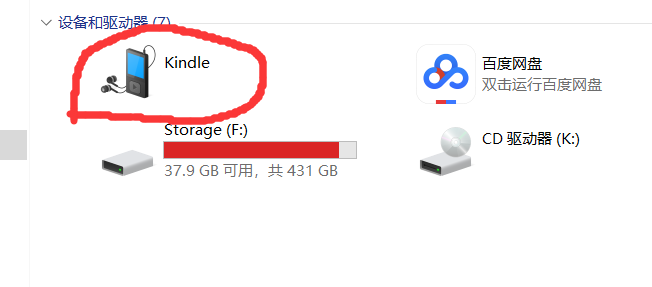 设备和驱动器 (7)
Kindle
百度网盘
双击运行百度网盘
Storage (F:)
37.9 GB 可用，共 431 GB
CD 驱动器 (K:)